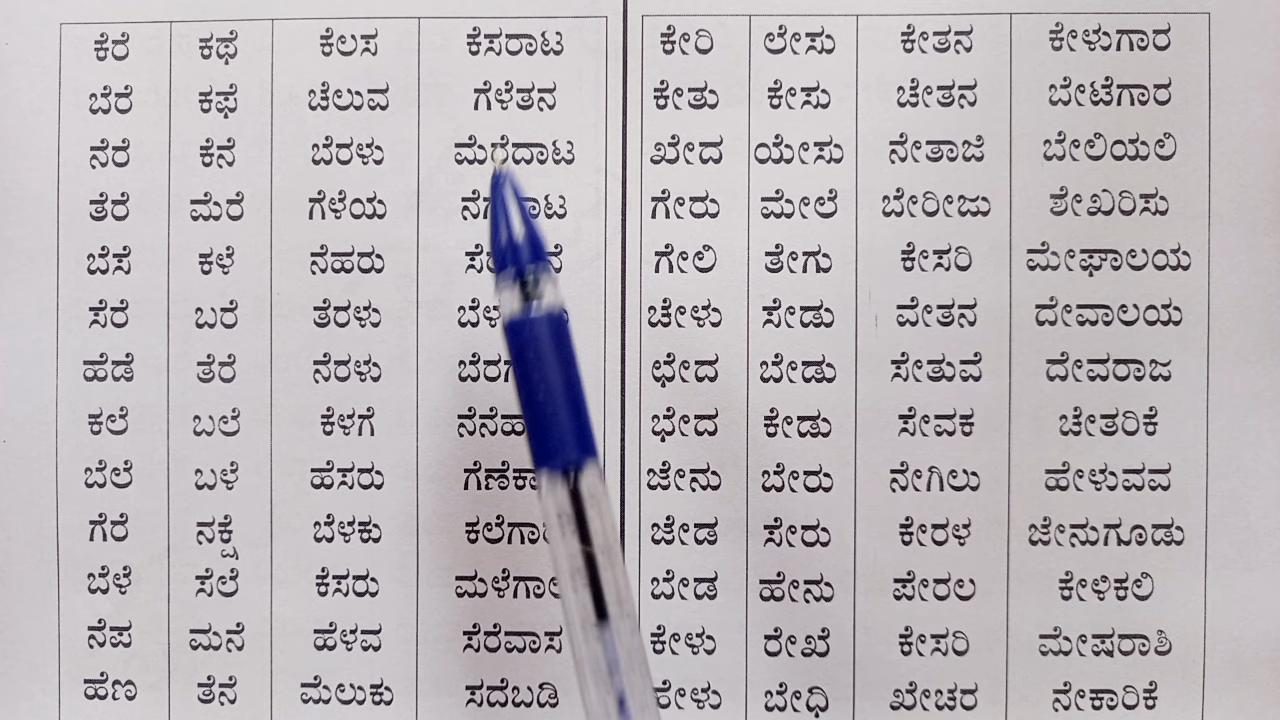 ಕೆರೆ ಕಥೆ ಕೆಲಸ ಕೆಸರಾಟ ಕೇರಿ ಲೇಸು ಕೇತನ ಕೇಳುಗಾರ
ಬೆರೆ ಕಫೆ ಚೆಲುವ ಗೆಳೆತನ ಕೇತು ಕೇಸು ಚೇತನ ಬೇಟೆಗಾರ
ನೆರೆ ಕೆನೆ ಬೆರಳು ಮೆರೆದಾಟ ಖೇದ ಯೇಸು ನೇತಾಜಿ ಬೇಲಿಯಲಿ
ತೆರೆ ಮೆರೆ ಗೆಳೆಯ ಗೇರು ಮೇಲೆ ಬೇರೀಜು ಶೇಖರಿಸು
ಬೆಸೆ ಕಳೆ ನೆಹರು ಗೇಲಿ ತೇಗು ಕೇಸರಿ ಮೇಘಾಲಯ
ಸೆರೆ ಬರೆ ತೆರಳು ಚೇಳು ಸೇಡು ವೇತನ ದೇವಾಲಯ
ಹೆಡೆ ತೆರೆ ನೆರಳು ಛೇದ ಬೇಡು ಸೇತುವೆ ದೇವರಾಜ
ಕಲೆ ಬಲೆ ಕೆಳಗೆ ಭೇದ ಕೇಡು ಸೇವಕ ಚೇತರಿಕೆ
ಬೆಲೆ ಬಳೆ ಹೆಸರು ಜೇನು ಬೇರು ನೇಗಿಲು ಹೇಳುವವ
ಗೆರೆ ನಕ್ಷೆ ಬೆಳಕು ಜೇಡ ಸೇರು ಕೇರಳ ಜೇನುಗೂಡು
ಬೆಳೆ ಸೆಲೆ ಕೆಸರು ಬೇಡ ಹೇನು ಪೇರಲ ಕೇಳಿಕಲಿ
ನೆಪ ಮನೆ ಹೆಳವ ಸೆರೆವಾಸ ಕೇಳು ರೇಖೆ ಕೇಸರಿ ಮೇಷರಾಶಿ
ಹೆಣ ತೆನೆ ಮೆಲುಕು ಸದೆಬಡಿ ಹೇಳು ಬೇಧಿ ಖೇಚರ ನೇಕಾರಿಕೆ